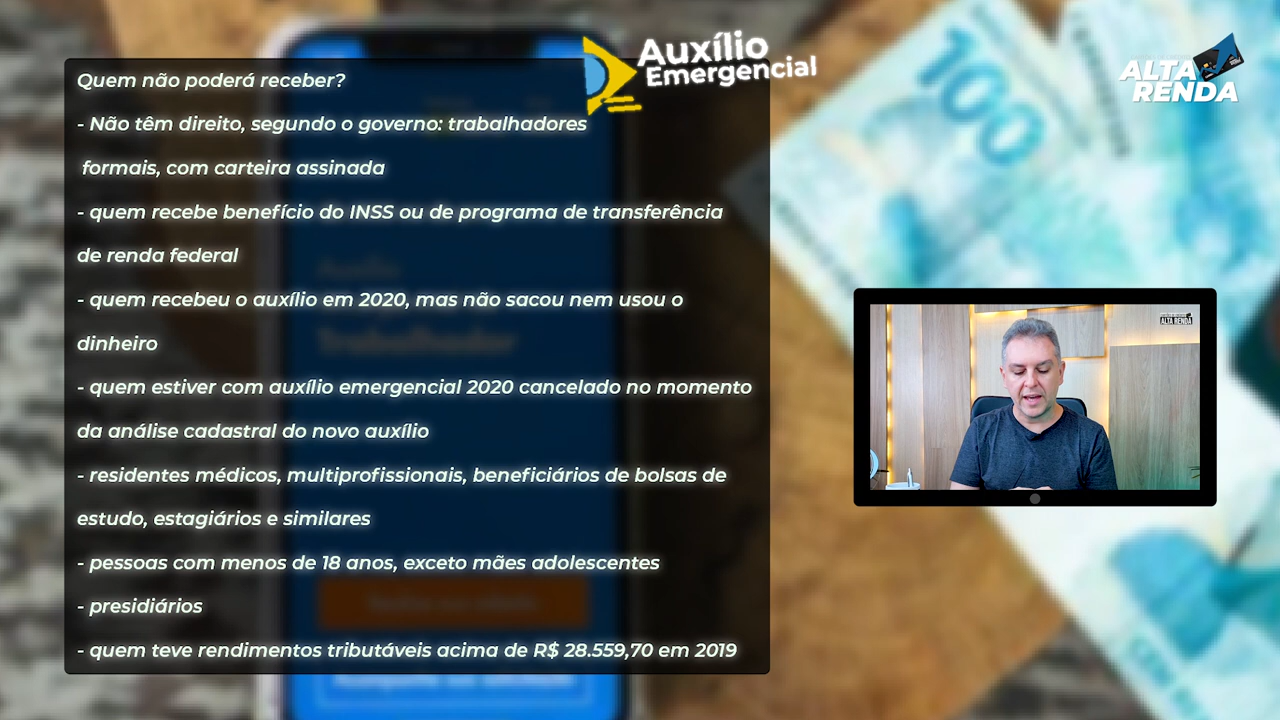 Auxílio
Emergencial
ALTA
RENDA
Quem não poderá receber?
- Não têm direito, segundo o governo: trabalhadores
formais, com carteira assinada
- quem recebe benefício do INSS ou de programa de transferência
de renda federal
- quem recebeu o auxílio em 2020, mas não sacou nem usou o
dinheiro
- quem estiver com auxílio emergencial 2020 cancelado no momento
da análise cadastral do novo auxílio
- residentes médicos, multiprofissionais, beneficiários de bolsas de
estudo, estagiários e similares
- pessoas com menos de 18 anos, exceto mães adolescentes
- presidiários
- quem teve rendimentos tributáveis acima de R$ 28.559,70 em 2019
100
ALTA RENDA